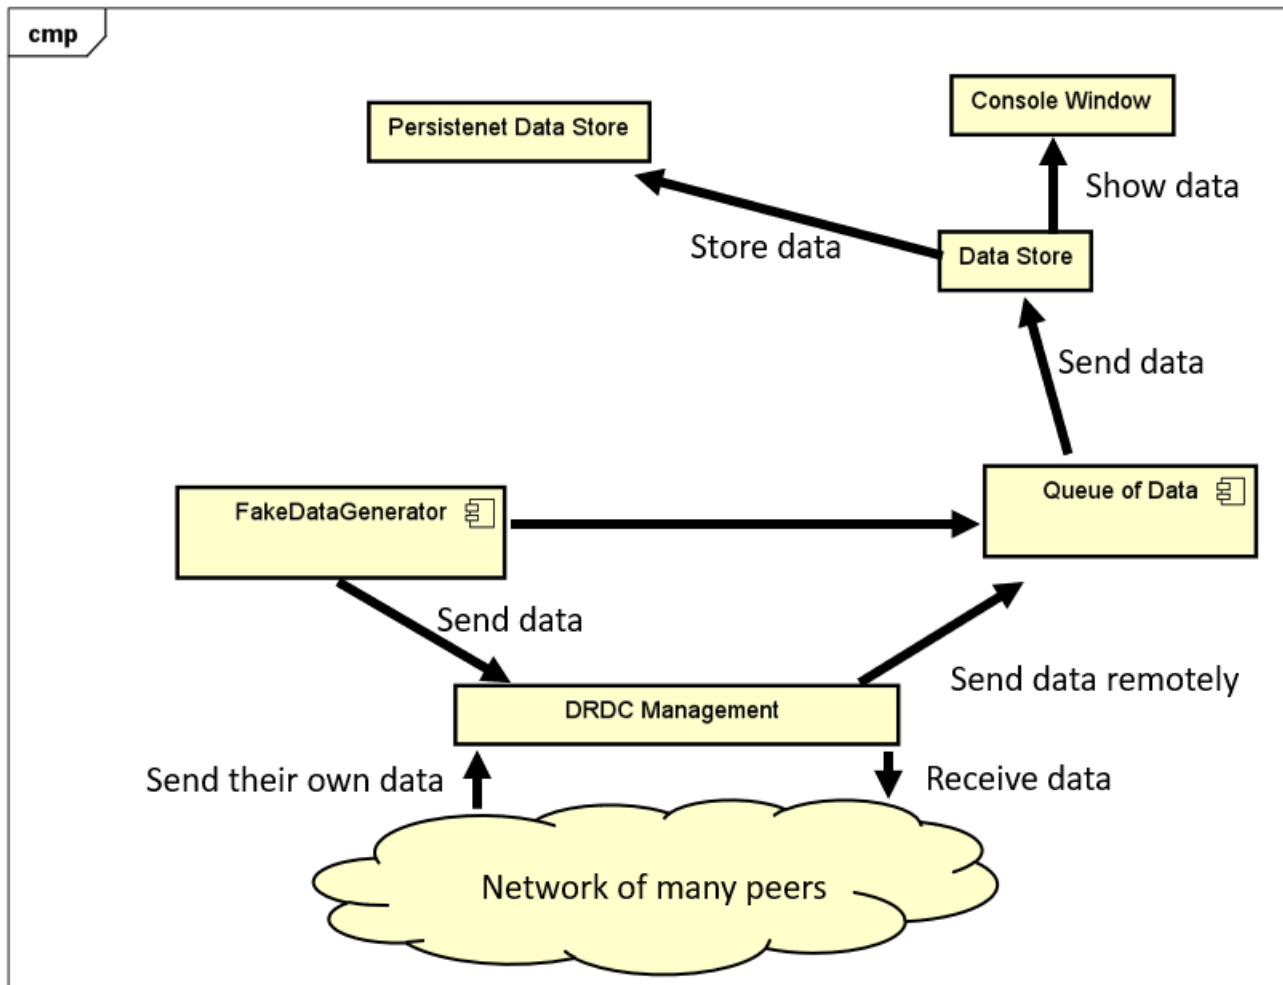 cmp
Console Window
Persistenet Data Store
Show data
Store data
Data Store
Send data
Queue of Data
FakeDataGenerator
Send data
Send data remotely
DRDC Management
Send their own data
Receive data
Network of many peers